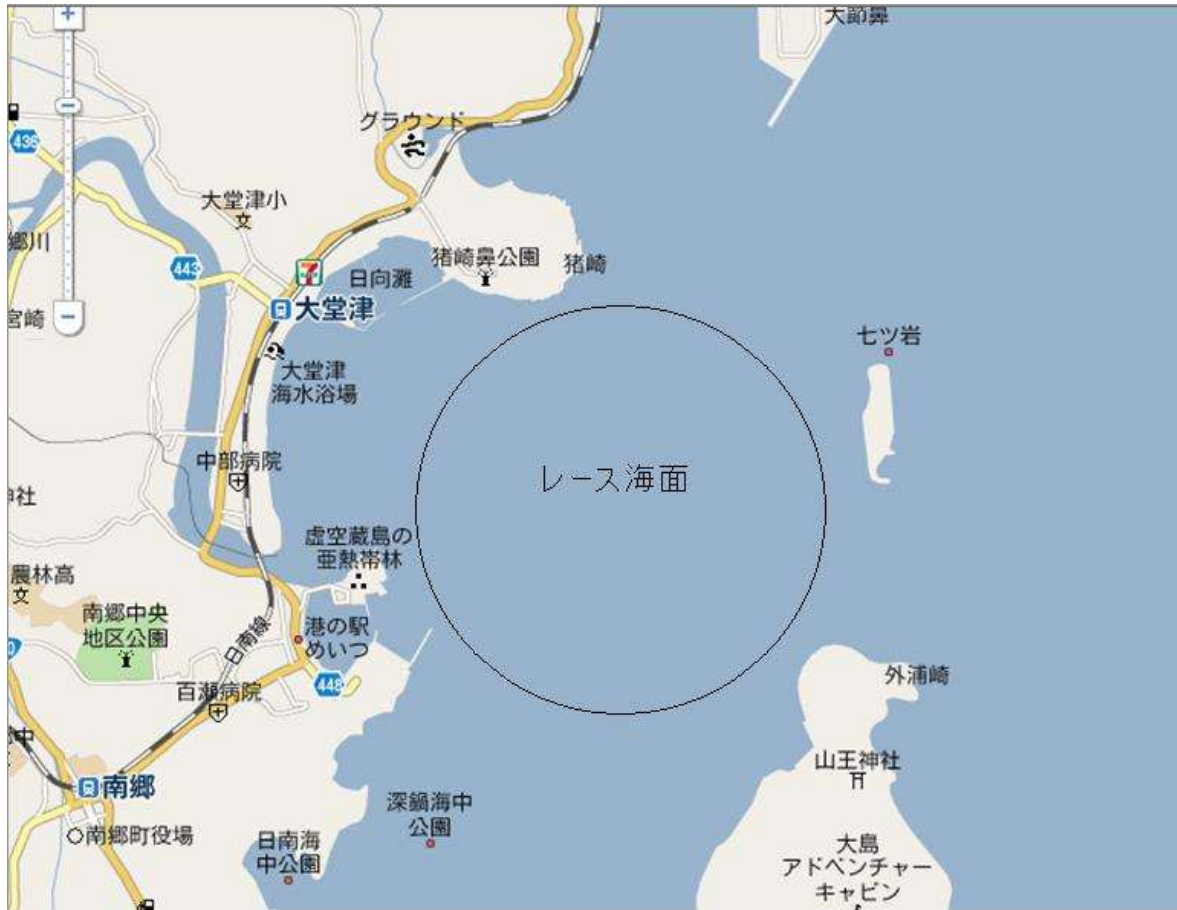 大節鼻
グラウンド
436
大堂津小
郷川
443
猪崎鼻公園
猪崎
日向灘
大堂津
宮崎
七ツ岩
大堂津
海水浴場
中部病院
レース海面
神社
虚空蔵島の
亜熱帯林
農林高
南郷中央
地区公園
日南線
港の駅
めいつ
448
百瀬病院
外浦崎
山王神社
南郷
深鍋海中
公園
南郷町役場
日南海
中公園
大島
アドベンチャー
キャビン